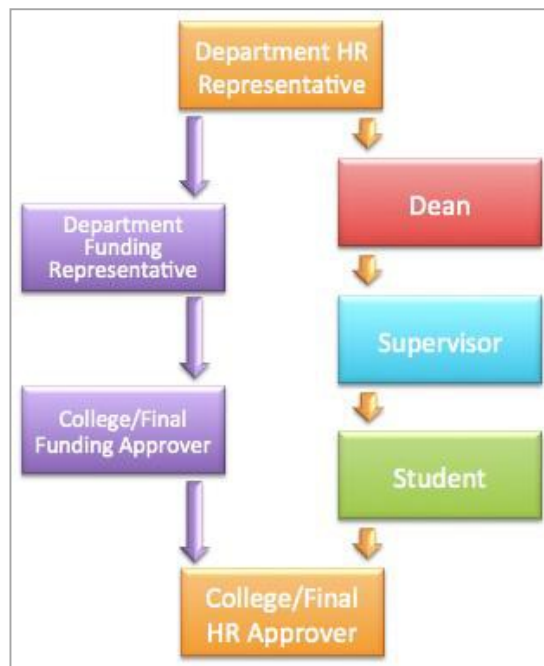 Department HR
Representative
Department
Funding
Representative
Dean
Supervisor
College/Final
Funding Approver
Student
College/Final
HR Approver